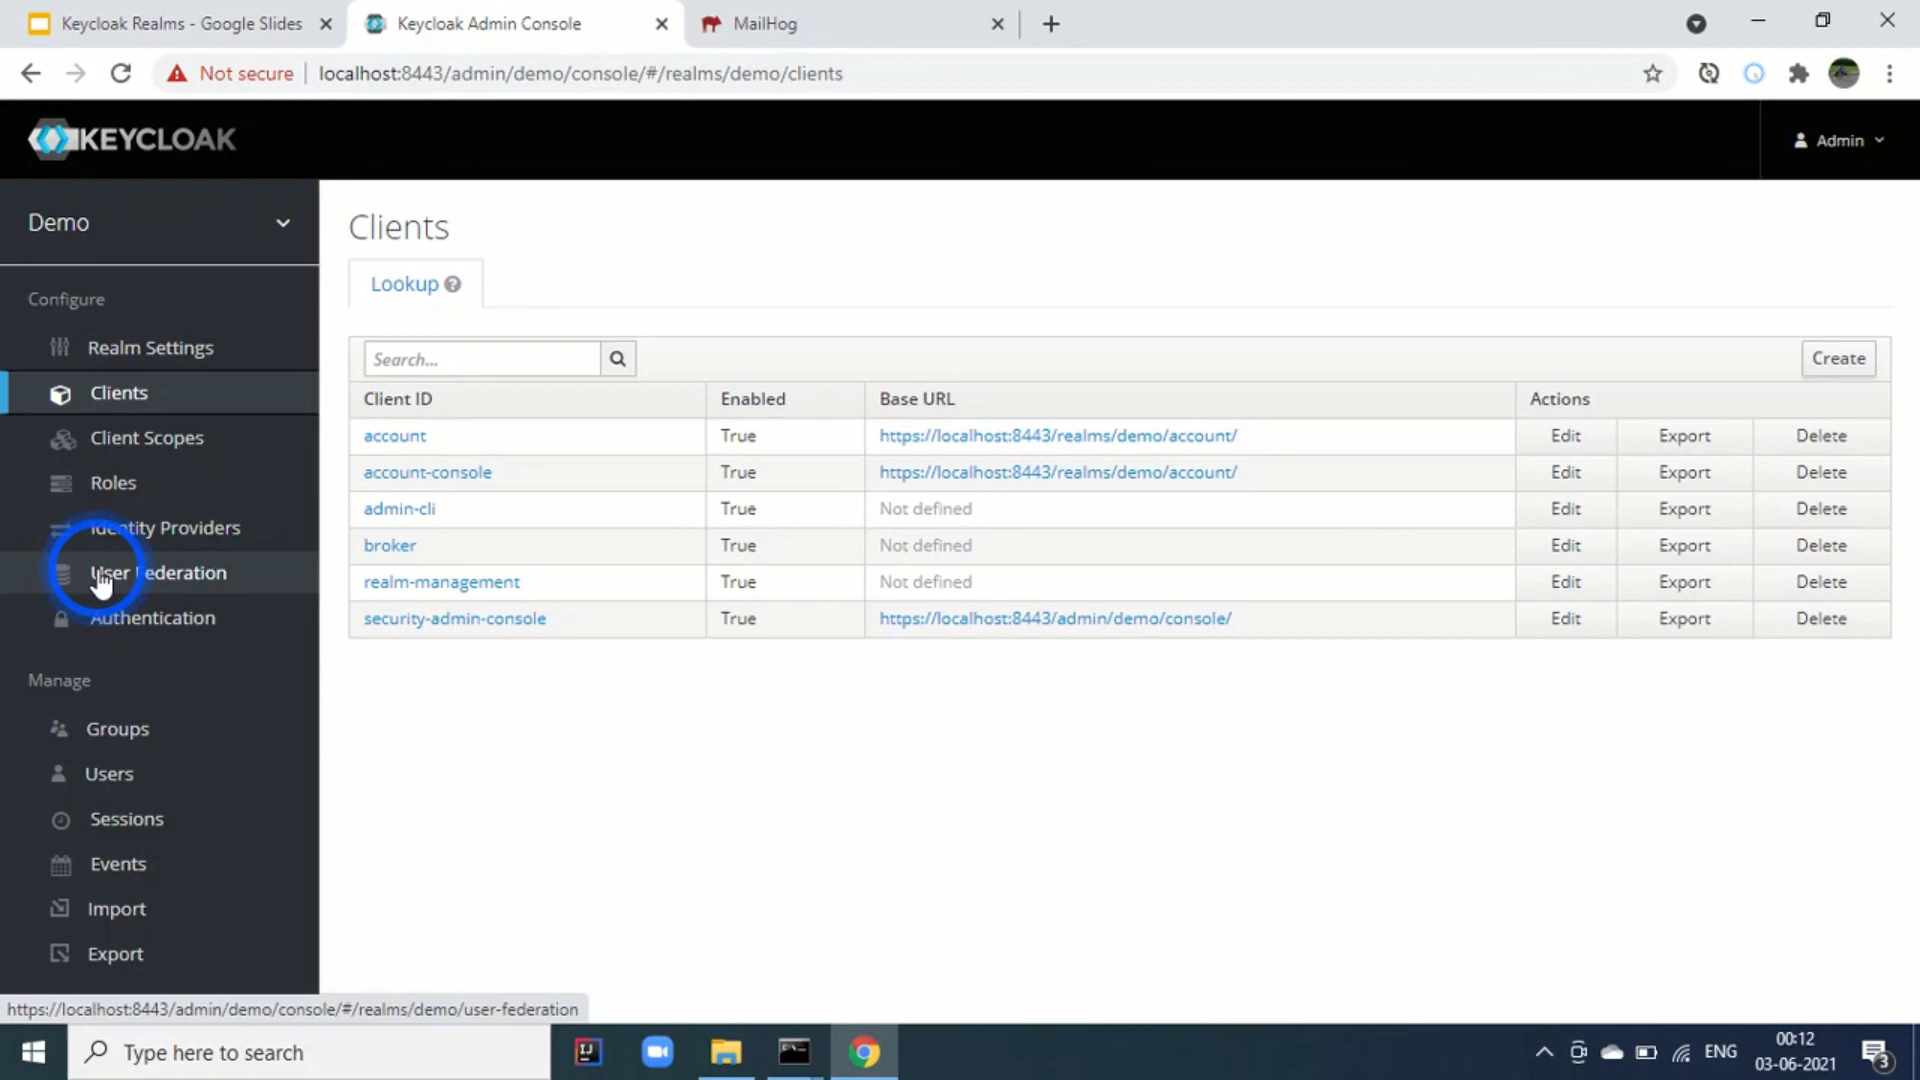 Keycloak Realms - Google Slides
Keycloak Admin Console
MailHog
Not secure
localhost:8443/admin/demo/console/#/realms/demo/clients
KEYCLOAK
Admin
Demo
Clients
Lookup
Configure
Realm Settings
Clients
Client Scopes
Roles
Identity Providers
User Federation
Authentication
Manage
Groups
Users
Sessions
Events
Import
Export
Search...
Create
Client ID Enabled Base URL Actions
account True https://localhost:8443/realms/demo/account/ Edit Export Delete
account-console True https://localhost:8443/realms/demo/account/ Edit Export Delete
admin-cli True Not defined Edit Export Delete
broker True Not defined Edit Export Delete
realm-management True Not defined Edit Export Delete
security-admin-console True https://localhost:8443/admin/demo/console/ Edit Export Delete
https://localhost:8443/admin/demo/console/#/realms/demo/user-federation
Type here to search
ENG
00:12
03-06-2021
3